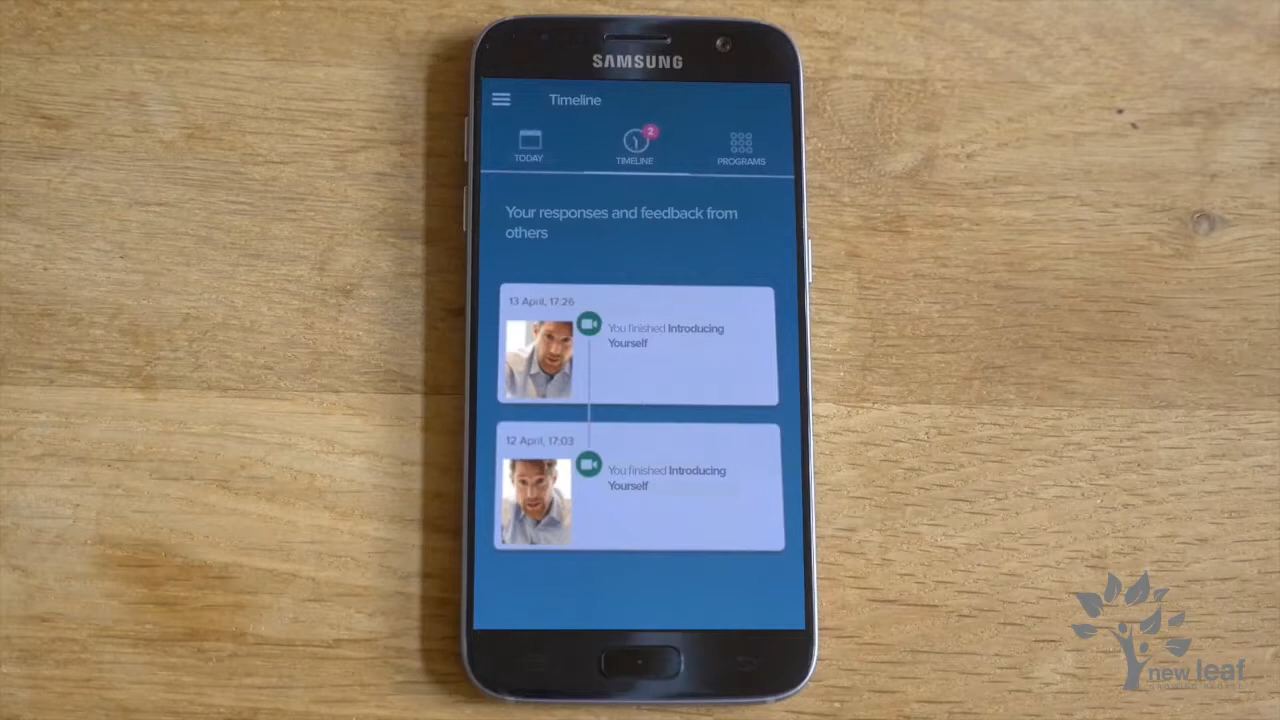 SAMSUNG
Timeline
2
TODAY
TIMELINE
PROGRAMS
Your responses and feedback from
others
13 April, 17:26
You finished Introducing
Yourself
12 April, 17:03
You finished Introducing
Yourself
new leaf